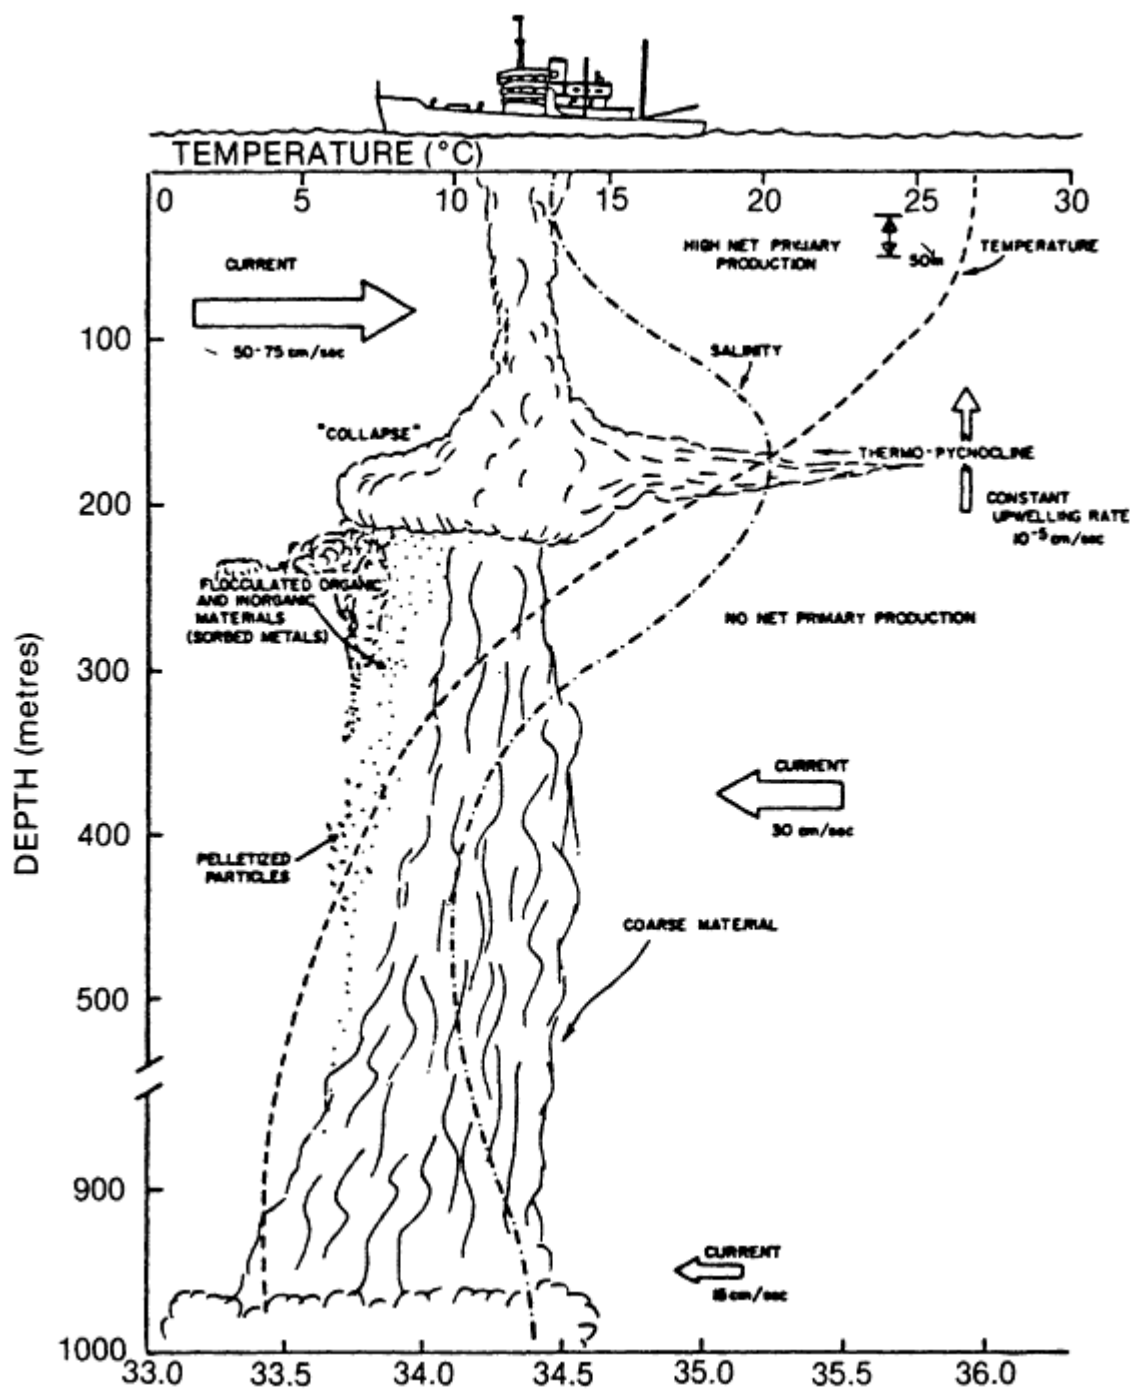 TEMPERATURE (°C)
0 5 10 15 20 25 30
HIGH NET PRIMARY
PRODUCTION
50m
TEMPERATURE
CURRENT
50-75 cm/sec
100
SALINITY
"COLLAPSE"
THERMO-PYCNOCLINE
200
CONSTANT
UPWELLING RATE
10⁻⁵ cm/sec
FLOCCULATED ORGANIC
AND INORGANIC
MATERIALS
(SORBED METALS)
NO NET PRIMARY PRODUCTION
300
DEPTH (metres)
CURRENT
30 cm/sec
400
PELLETIZED
PARTICLES
COARSE MATERIAL
500
900
CURRENT
15 cm/sec
1000
33.0 33.5 34.0 34.5 35.0 35.5 36.0